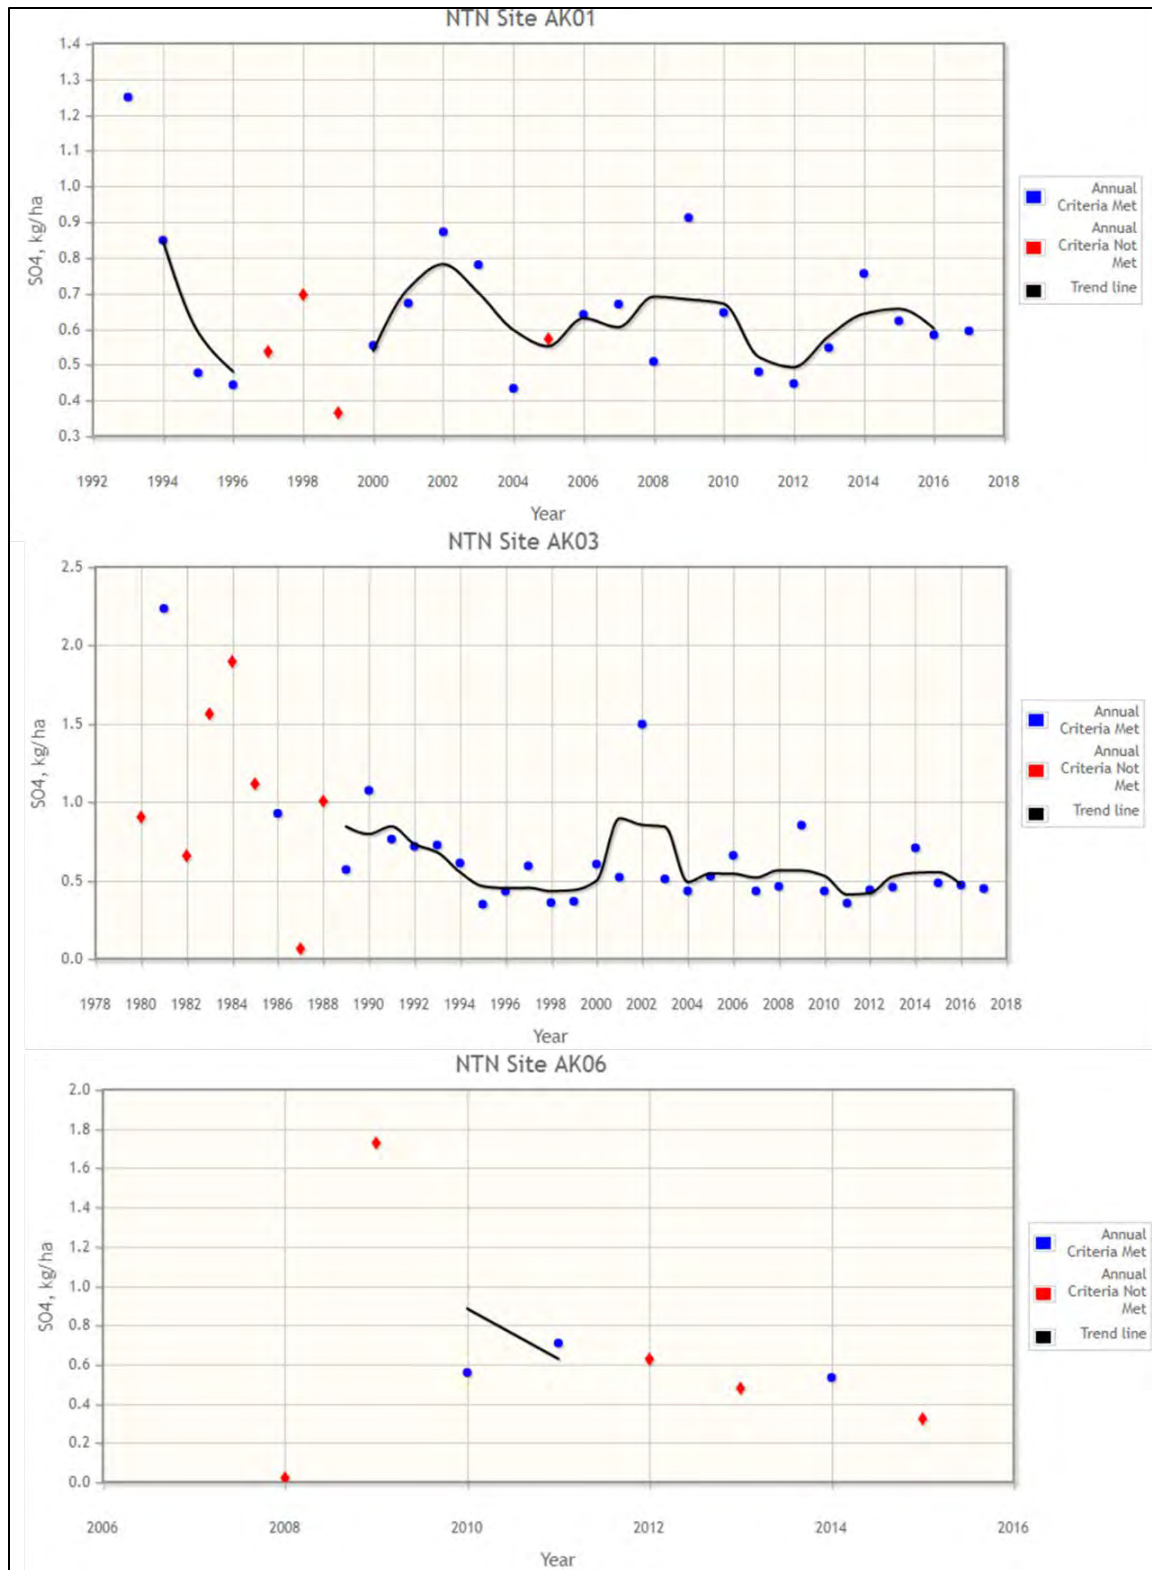 NTN Site AK01
1.4
1.3
1.2
1.1
1.0
0.9
0.8
0.7
0.6
0.5
0.4
0.3
SO4, kg/ha
1992 1994 1996 1998 2000 2002 2004 2006 2008 2010 2012 2014 2016 2018
Year
Annual
Criteria Met
Annual
Criteria Not
Met
Trend line
NTN Site AK03
2.5
2.0
1.5
1.0
0.5
0.0
SO4, kg/ha
1978 1980 1982 1984 1986 1988 1990 1992 1994 1996 1998 2000 2002 2004 2006 2008 2010 2012 2014 2016 2018
Year
Annual
Criteria Met
Annual
Criteria Not
Met
Trend line
NTN Site AK06
2.0
1.8
1.6
1.4
1.2
1.0
0.8
0.6
0.4
0.2
0.0
SO4, kg/ha
2006 2008 2010 2012 2014 2016
Year
Annual
Criteria Met
Annual
Criteria Not
Met
Trend line